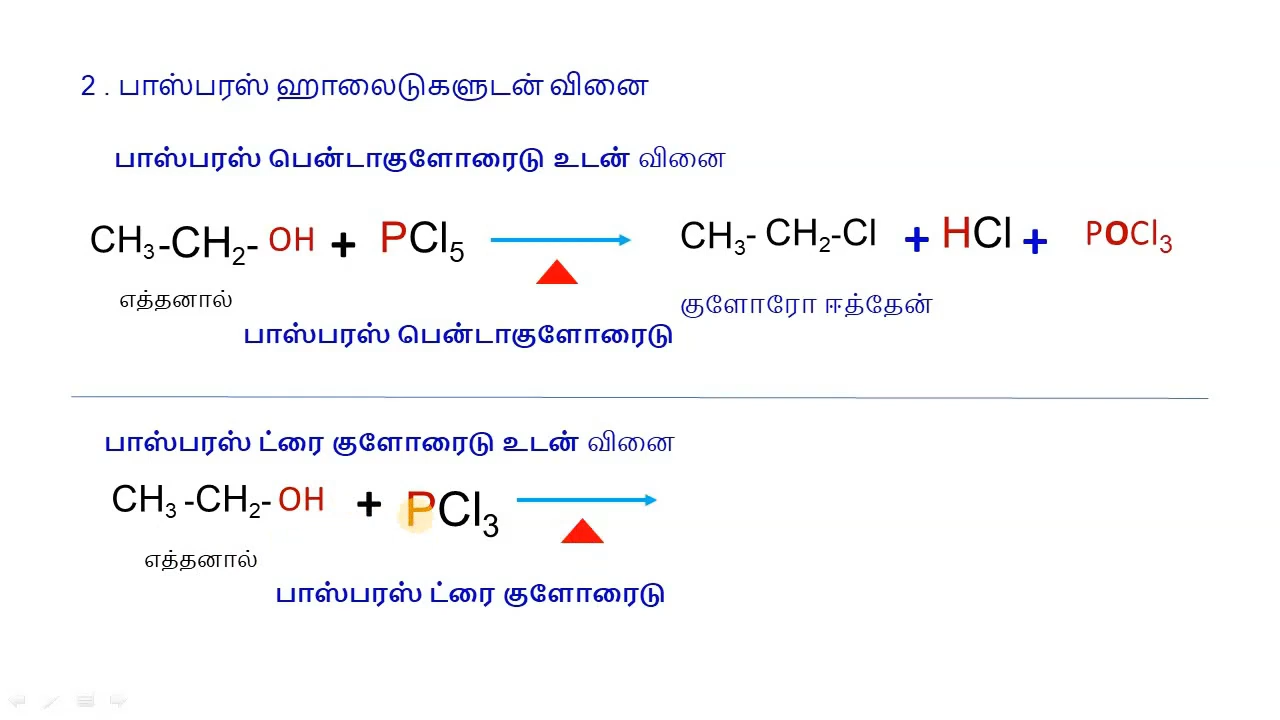 2 . பாஸ்பரஸ் ஹாலைடுகளுடன் வினை
பாஸ்பரஸ் பென்டாகுளோரைடு உடன் வினை
CH₃-CH₂-OH + PCl₅ CH₃- CH₂-Cl + HCl + POCl₃
எத்தனால் குளோரோ ஈத்தேன்
பாஸ்பரஸ் பென்டாகுளோரைடு
பாஸ்பரஸ் ட்ரை குளோரைடு உடன் வினை
CH₃ -CH₂- OH + PCl₃
எத்தனால்
பாஸ்பரஸ் ட்ரை குளோரைடு